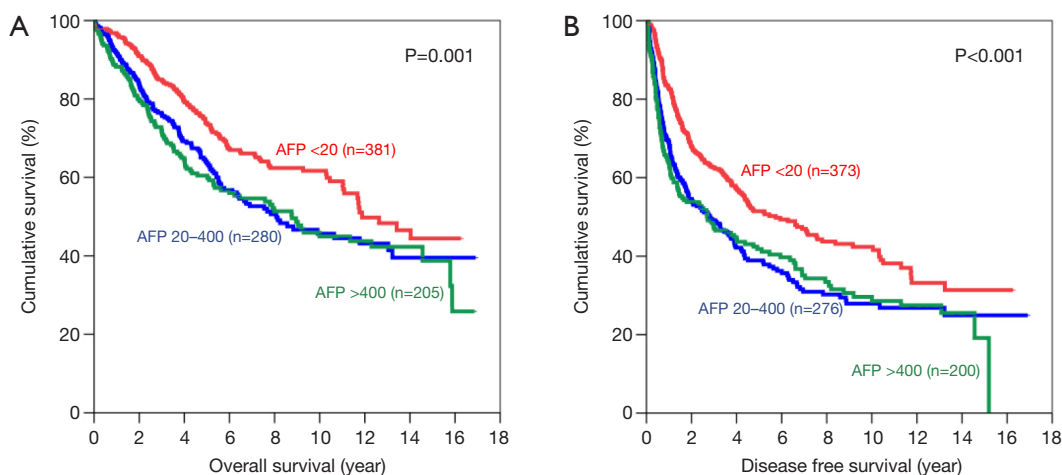 A
P=0.001
Cumulative survival (%)
100
80
60
40
20
0
AFP <20 (n=381)
AFP 20–400 (n=280)
AFP >400 (n=205)
0 2 4 6 8 10 12 14 16 18
Overall survival (year)
B
P<0.001
Cumulative survival (%)
100
80
60
40
20
0
AFP <20 (n=373)
AFP 20–400 (n=276)
AFP >400 (n=200)
0 2 4 6 8 10 12 14 16 18
Disease free survival (year)